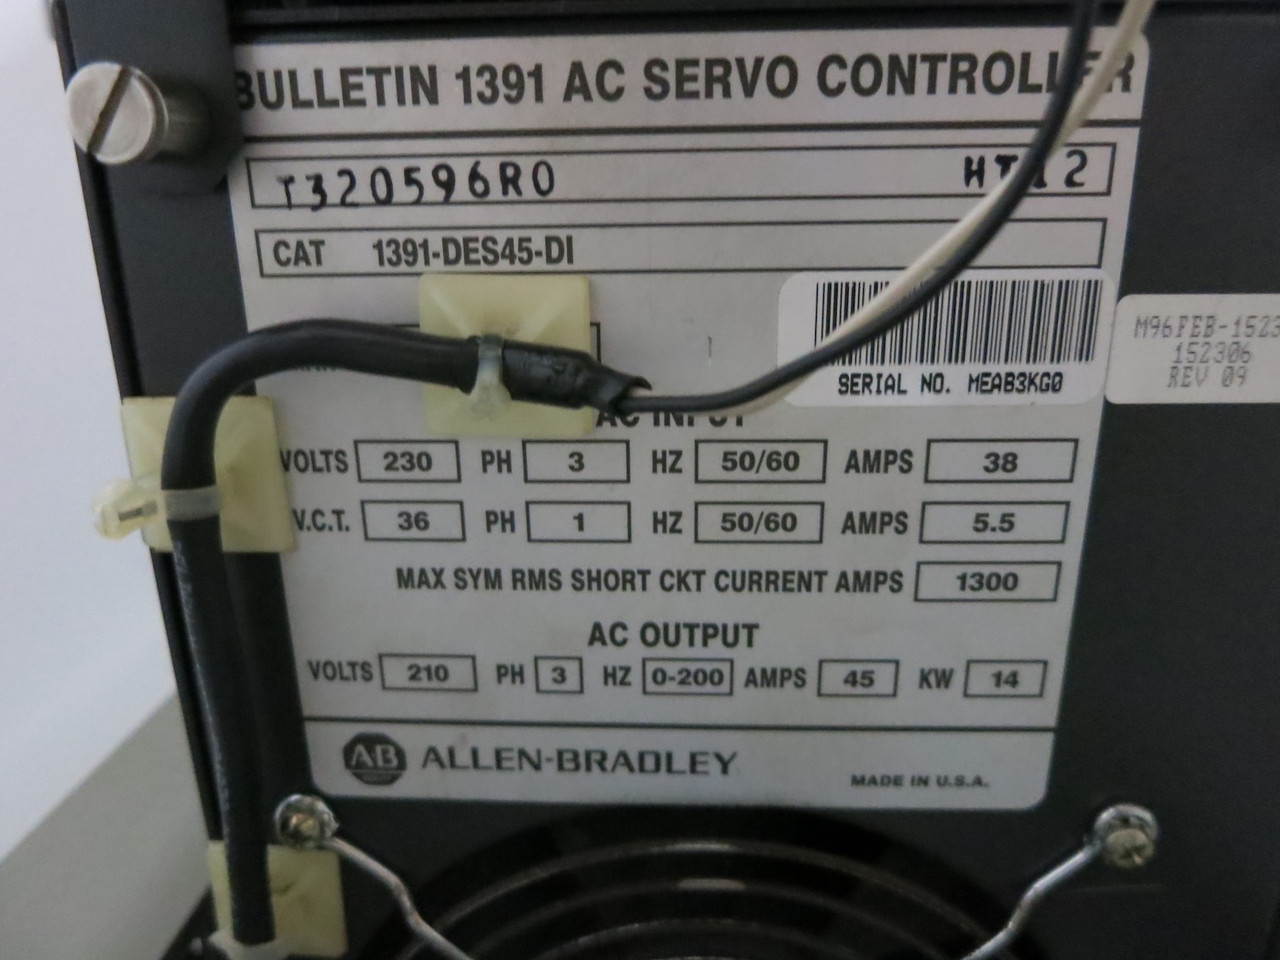 BULLETIN 1391 AC SERVO CONTROLLER
T320596R0
CAT 1391-DES45-DI
SERIAL NO. MEAB3KG0
M96FEB-1523
152306
REV 09
AC INPUT
VOLTS 230 PH 3 HZ 50/60 AMPS 38
V.C.T. 36 PH 1 HZ 50/60 AMPS 5.5
MAX SYM RMS SHORT CKT CURRENT AMPS 1300
AC OUTPUT
VOLTS 210 PH 3 HZ 0-200 AMPS 45 KW 14
AB ALLEN-BRADLEY
MADE IN U.S.A.